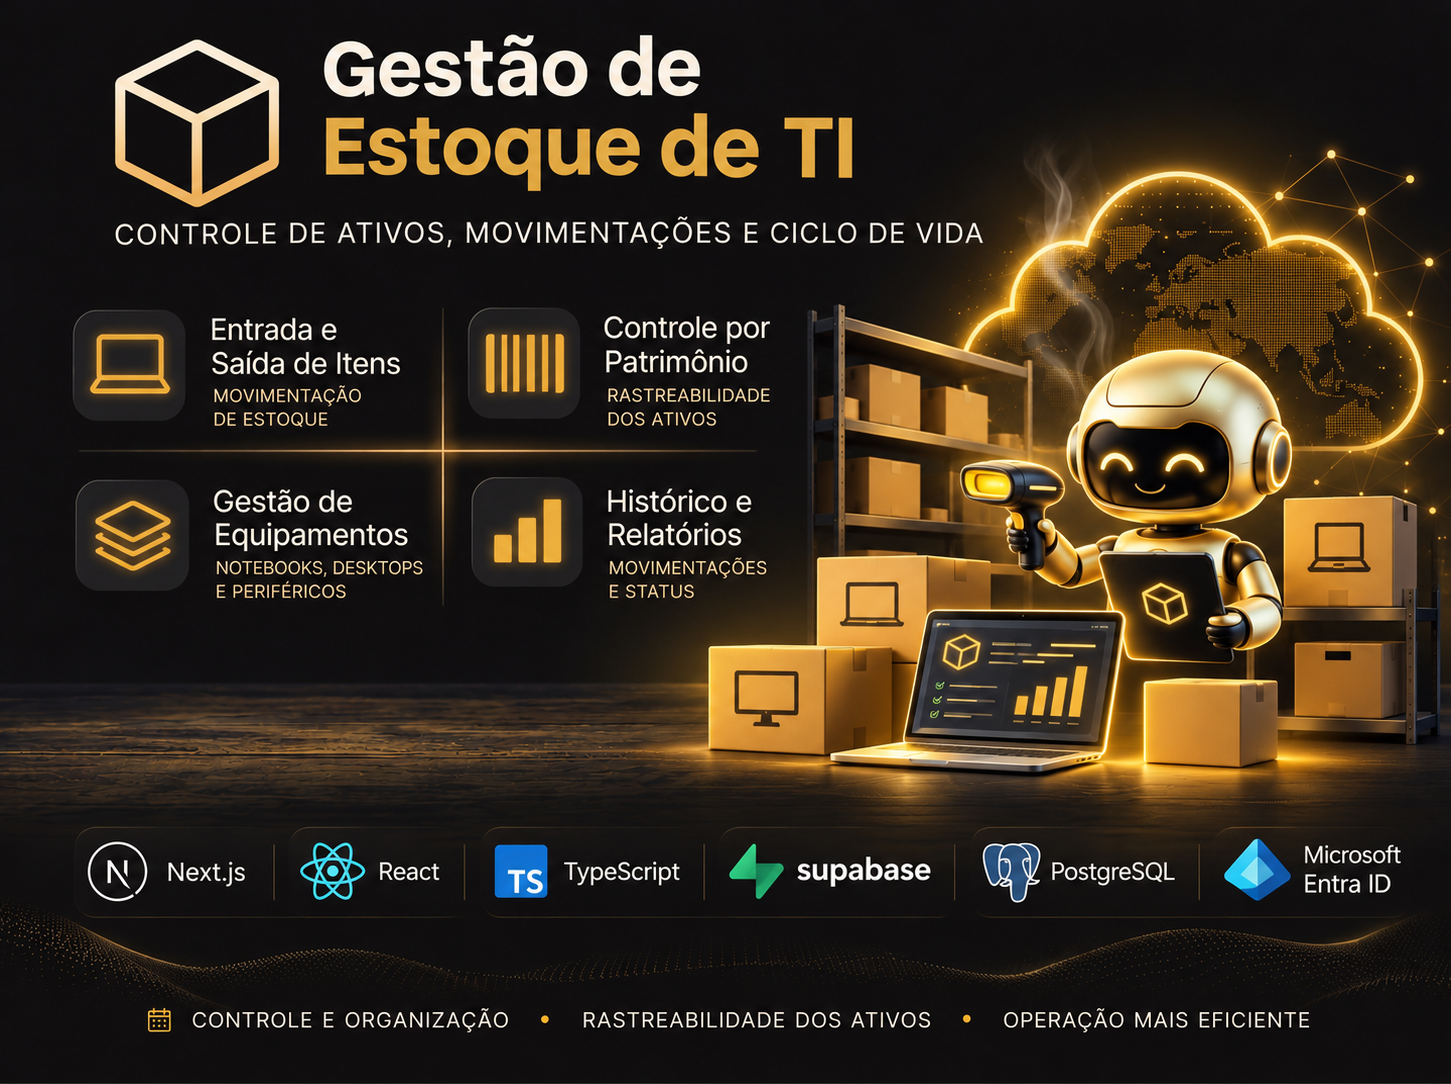 Gestão de
Estoque de TI
CONTROLE DE ATIVOS, MOVIMENTAÇÕES E CICLO DE VIDA
Entrada e
Saída de Itens
MOVIMENTAÇÃO
DE ESTOQUE
Controle por
Patrimônio
RASTREABILIDADE
DOS ATIVOS
Gestão de
Equipamentos
NOTEBOOKS, DESKTOPS
E PERIFÉRICOS
Histórico e
Relatórios
MOVIMENTAÇÕES
E STATUS
N Next.js
React
TS TypeScript
supabase
PostgreSQL
Microsoft
Entra ID
CONTROLE E ORGANIZAÇÃO • RASTREABILIDADE DOS ATIVOS • OPERAÇÃO MAIS EFICIENTE